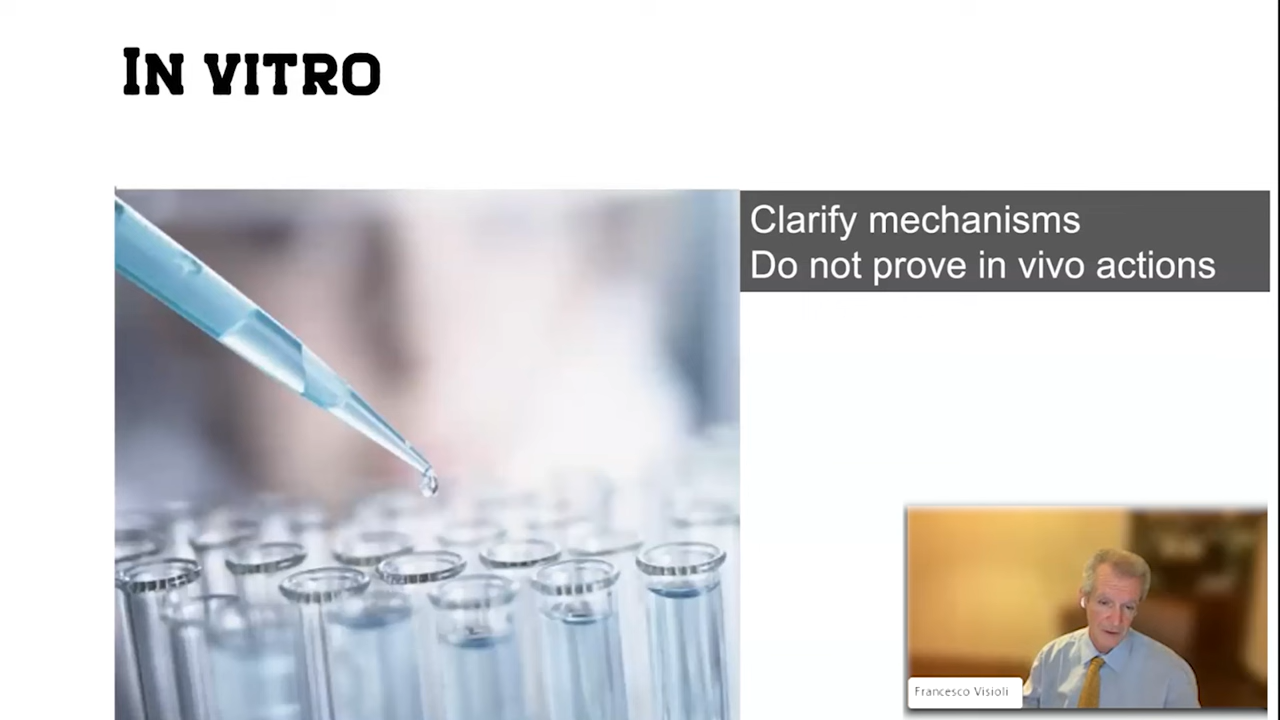 In vitro
Clarify mechanisms
Do not prove in vivo actions
Francesco Visioli